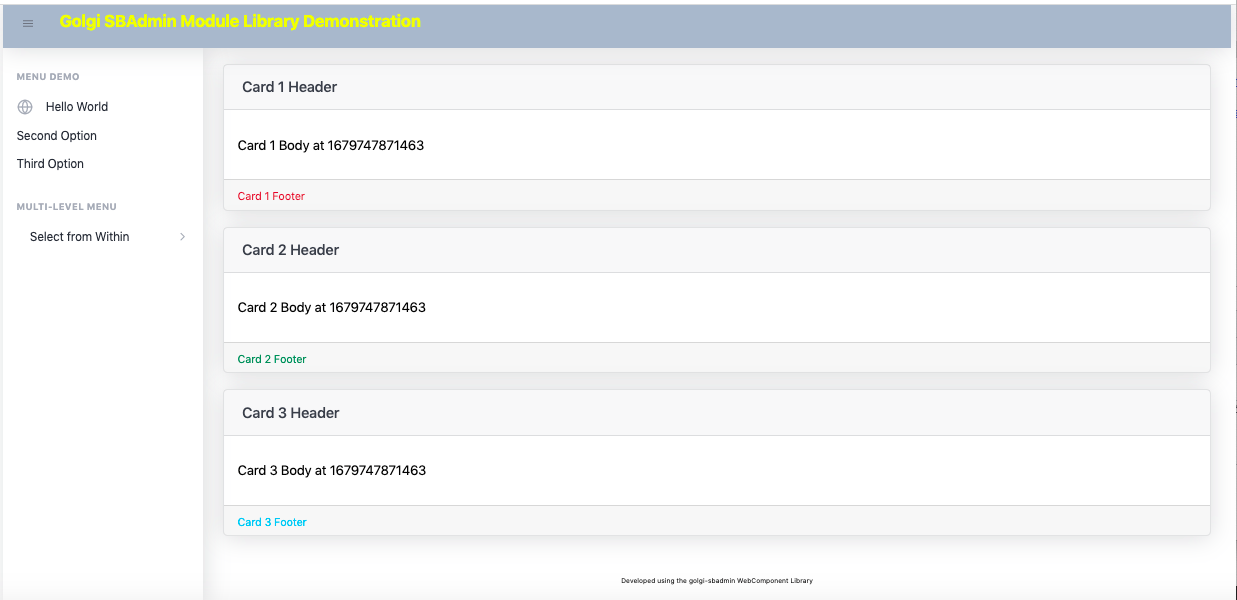 Golgi SBAdmin Module Library Demonstration
MENU DEMO
Hello World
Second Option
Third Option
MULTI-LEVEL MENU
Select from Within
Card 1 Header
Card 1 Body at 1679747871463
Card 1 Footer
Card 2 Header
Card 2 Body at 1679747871463
Card 2 Footer
Card 3 Header
Card 3 Body at 1679747871463
Card 3 Footer
Developed using the golgi-sbadmin WebComponent Library